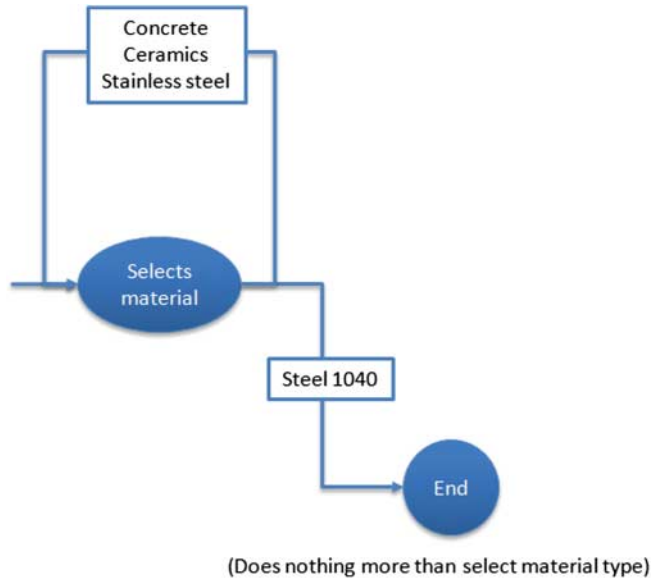 Concrete
Ceramics
Stainless steel
Selects
material
Steel 1040
End
(Does nothing more than select material type)